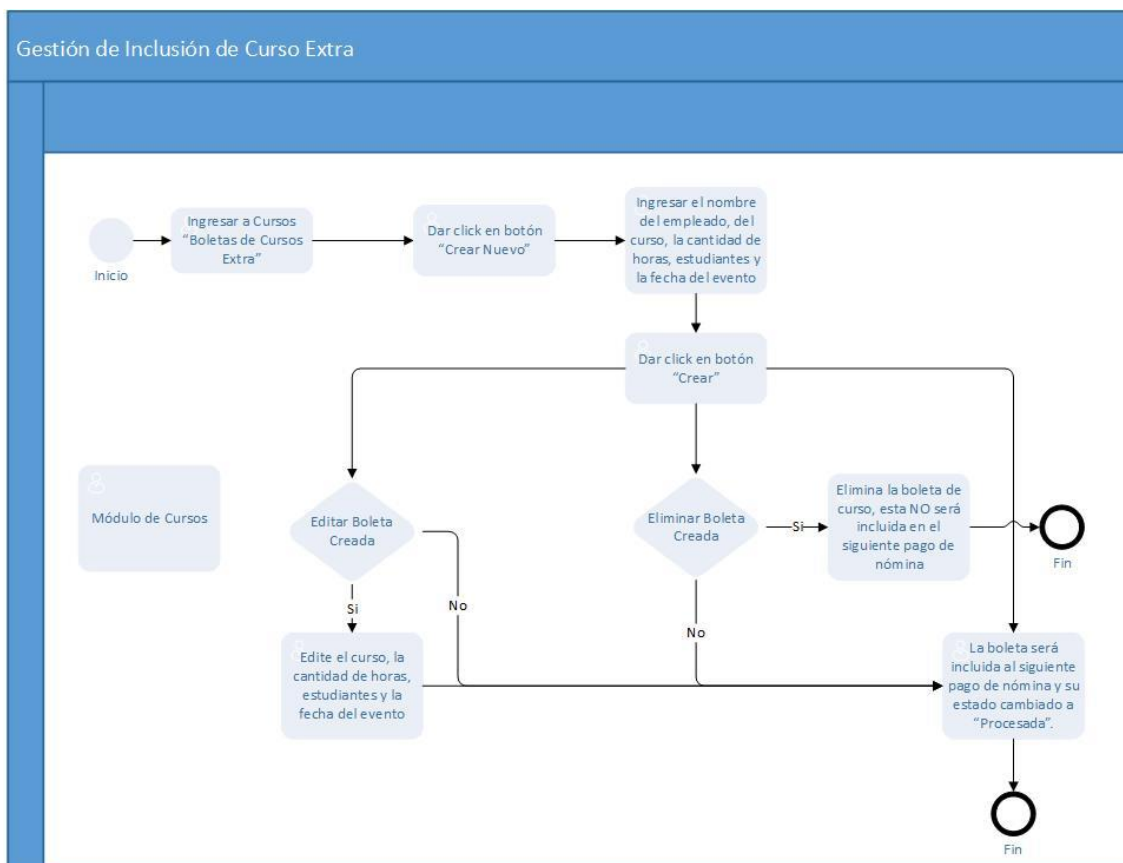 Gestión de Inclusión de Curso Extra
Inicio
Ingresar a Cursos
“Boletas de Cursos
Extra”
Dar click en botón
“Crear Nuevo”
Ingresar el nombre
del empleado, del
curso, la cantidad de
horas, estudiantes y
la fecha del evento
Dar click en botón
“Crear”
Módulo de Cursos
Editar Boleta
Creada
Eliminar Boleta
Creada
Si
Elimina la boleta de
curso, esta NO será
incluida en el
siguiente pago de
nómina
Fin
Si
No
No
Edite el curso, la
cantidad de horas,
estudiantes y la
fecha del evento
La boleta será
incluida al siguiente
pago de nómina y su
estado cambiado a
“Procesada”.
Fin